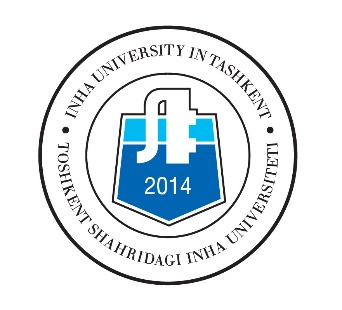 INHA UNIVERSITY IN TASHKENT
2014
TOSHKENT SHAHRIDAGI INHA UNIVERSITETI